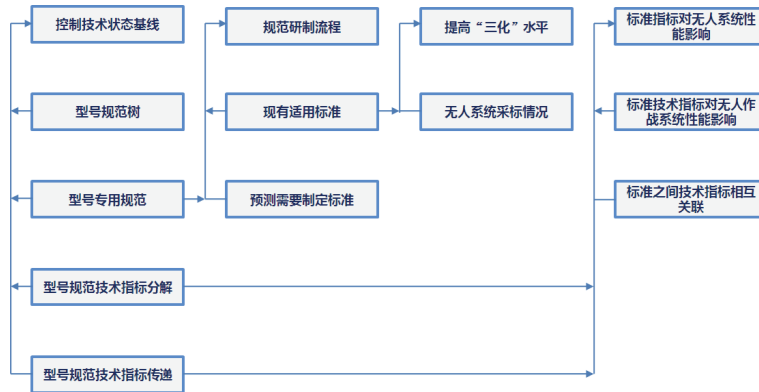 控制技术状态基线
规范研制流程
提高“三化”水平
标准指标对无人系统性
能影响
型号规范树
现有适用标准
无人系统采标情况
标准技术指标对无人作
战系统性能影响
型号专用规范
预测需要制定标准
标准之间技术指标相互
关联
型号规范技术指标分解
型号规范技术指标传递